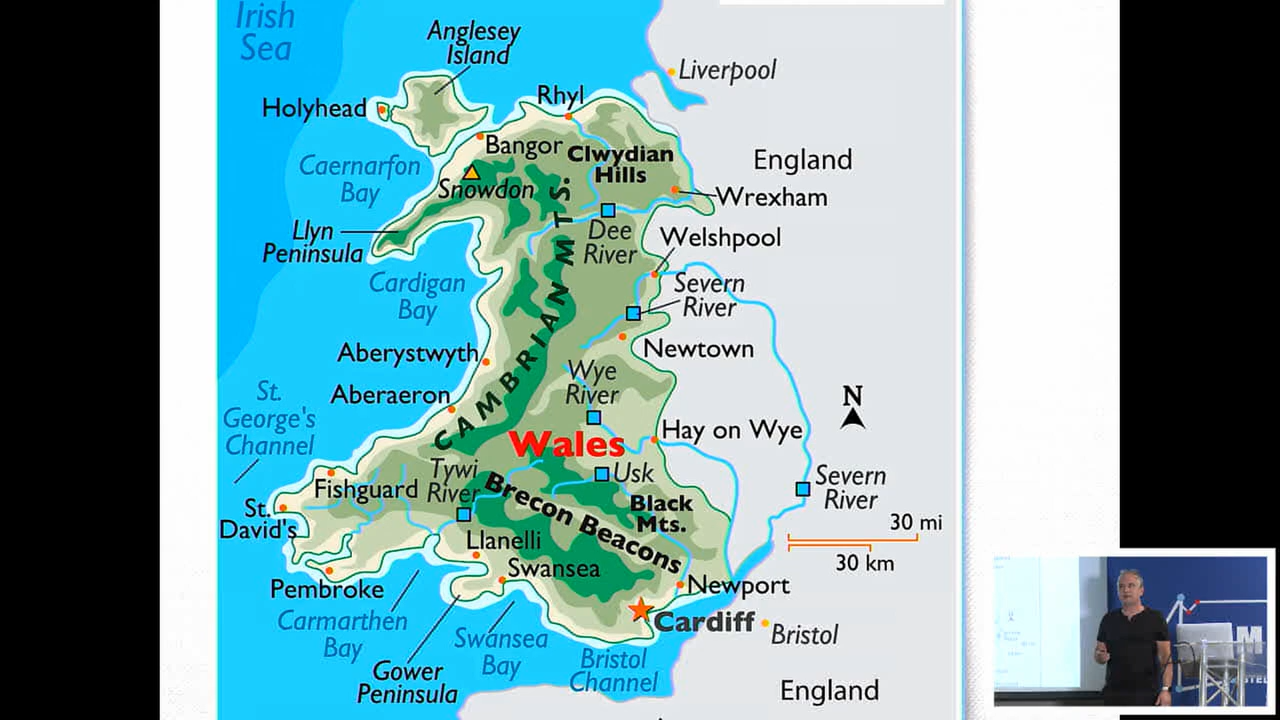 Irish
Sea
Anglesey
Island
Liverpool
Holyhead
Rhyl
Bangor
Clwydian
Hills
England
Caernarfon
Bay
Snowdon
Wrexham
Llyn
Peninsula
Dee
River
Welshpool
Cardigan
Bay
Severn
River
CAMBRIAN MTS.
Aberystwyth
Newtown
Wye
River
Aberaeron
St.
George's
Channel
N
Wales
Hay on Wye
Tywi
River
Usk
Fishguard
Severn
River
Brecon Beacons
Black
Mts.
St.
David's
30 mi
30 km
Llanelli
Swansea
Pembroke
Newport
Carmarthen
Bay
Cardiff
Bristol
Swansea
Bay
Gower
Peninsula
Bristol
Channel
England
M